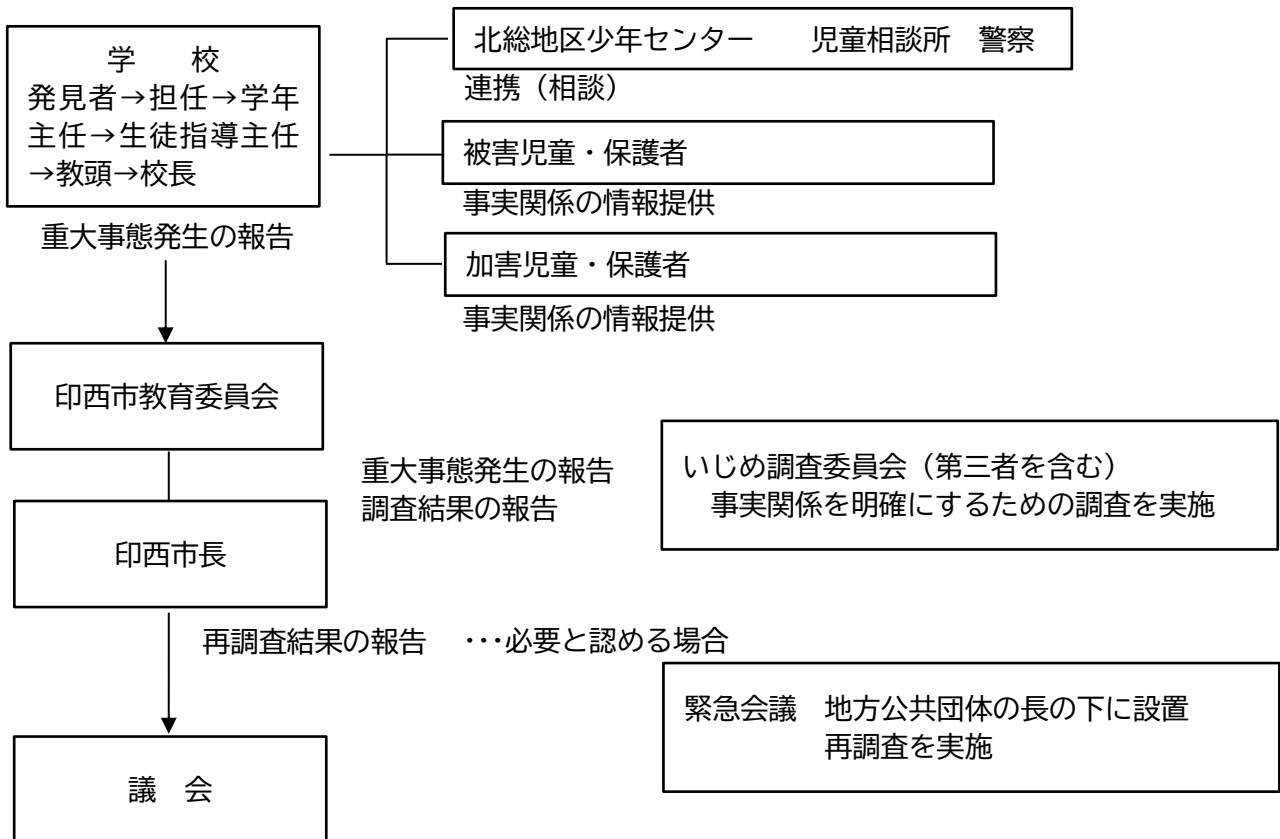 学　　校
発見者→担任→学年
主任→生徒指導主任
→教頭→校長
北総地区少年センター　　児童相談所　警察
連携（相談）
被害児童・保護者
事実関係の情報提供
加害児童・保護者
事実関係の情報提供
重大事態発生の報告
印西市教育委員会
重大事態発生の報告
調査結果の報告
いじめ調査委員会（第三者を含む）
事実関係を明確にするための調査を実施
印西市長
再調査結果の報告　・・・必要と認める場合
緊急会議　地方公共団体の長の下に設置
再調査を実施
議　会